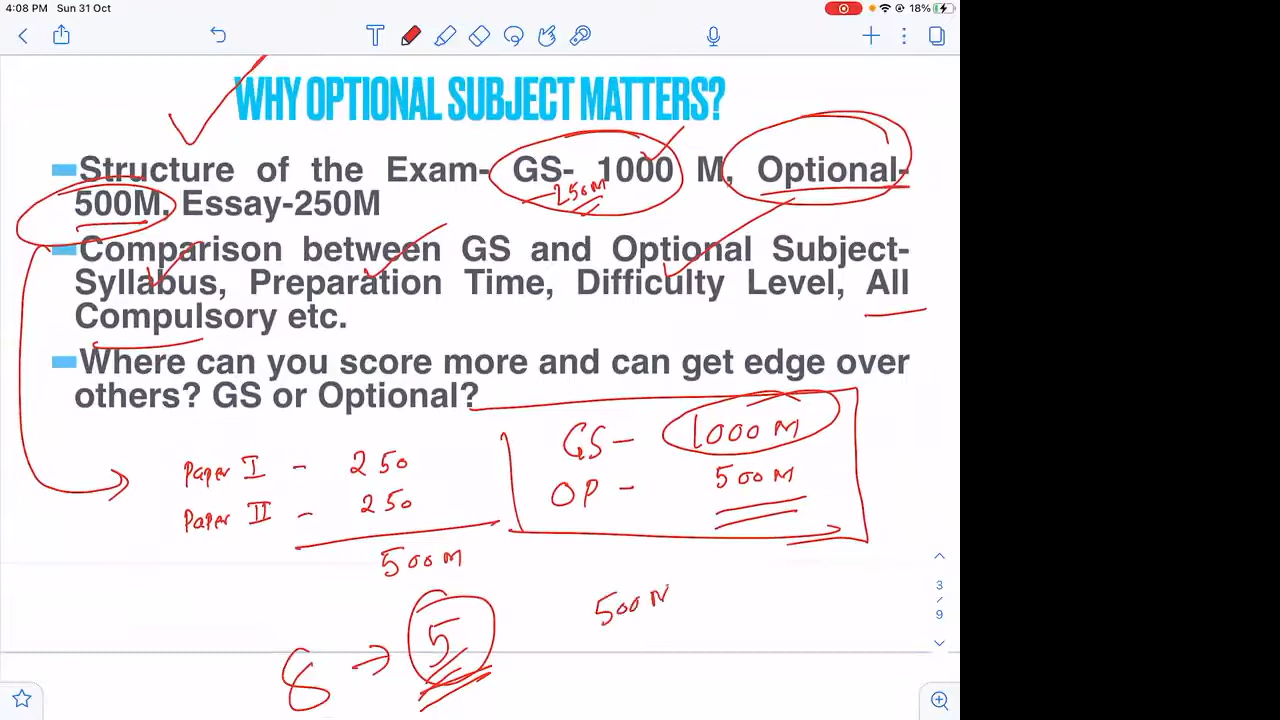 4:08 PM Sun 31 Oct
18%
WHY OPTIONAL SUBJECT MATTERS?
Structure of the Exam- GS- 1000 M, Optional-
250M
500M, Essay-250M
Comparison between GS and Optional Subject-
Syllabus, Preparation Time, Difficulty Level, All
Compulsory etc.
Where can you score more and can get edge over
others? GS or Optional?
GS - 1000 M
OP - 500 M
Paper I - 250
Paper II - 250
500M
500 M
8 → 5
3
/
9